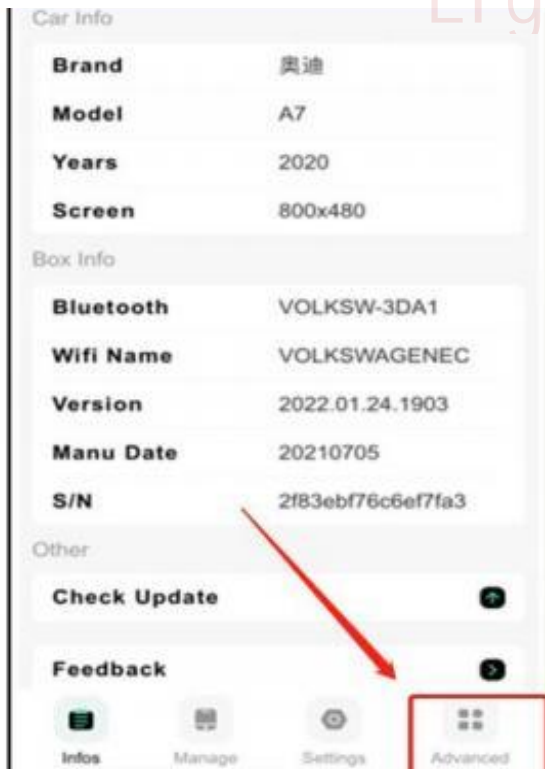 Car Info
Brand 奥迪
Model A7
Years 2020
Screen 800x480
Box Info
Bluetooth VOLKSW-3DA1
Wifi Name VOLKSWAGENEC
Version 2022.01.24.1903
Manu Date 20210705
S/N 2f83ebf76c6ef7fa3
Other
Check Update
Feedback
Infos Manage Settings Advanced